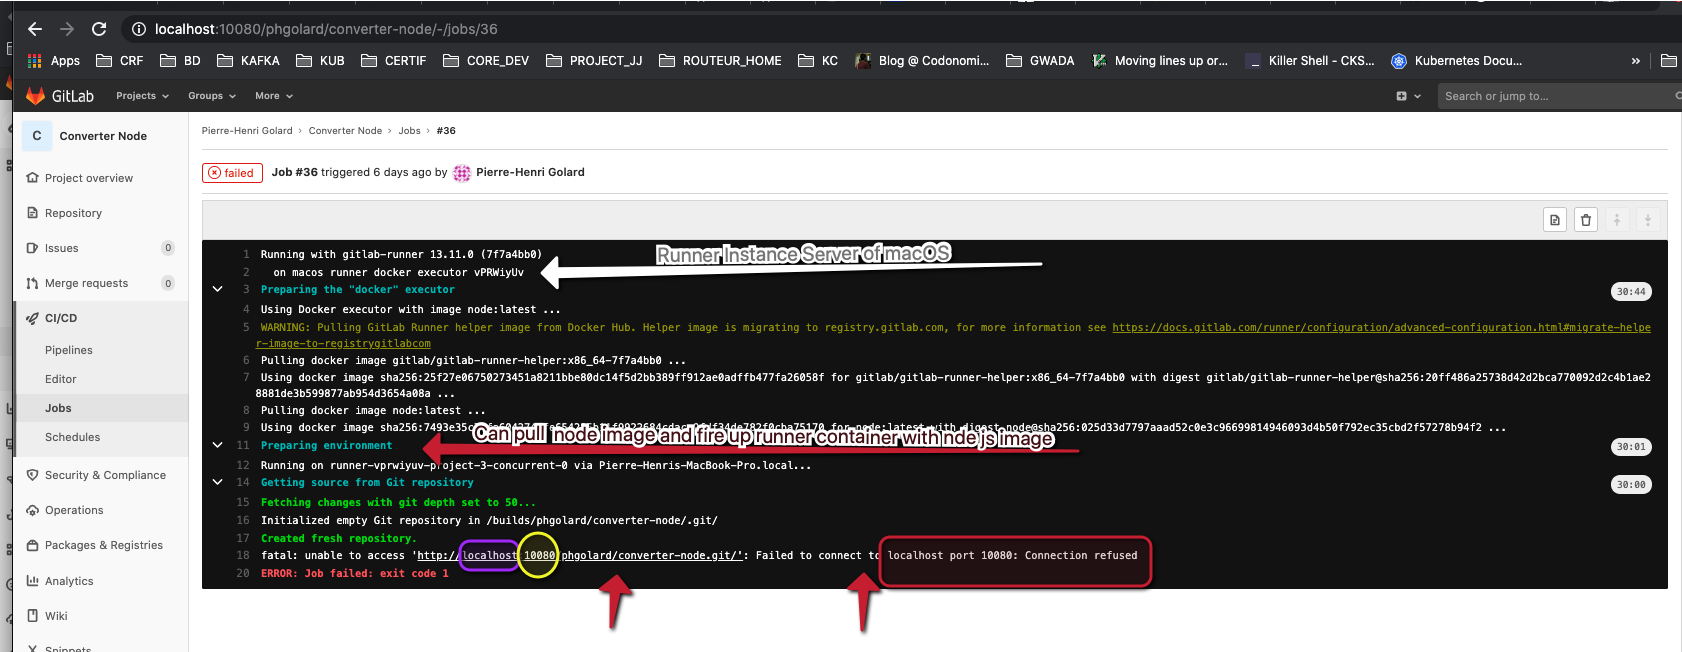 localhost:10080/phgolard/converter-node/-/jobs/36
Apps CRF BD KAFKA KUB CERTIF CORE_DEV PROJECT_JJ ROUTEUR_HOME KC Blog @ Codonomi... GWADA Moving lines up or... Killer Shell - CKS... Kubernetes Docu... »
GitLab Projects Groups More Search or jump to...
C Converter Node
Project overview
Repository
Issues 0
Merge requests 0
CI/CD
Pipelines
Editor
Jobs
Schedules
Security & Compliance
Operations
Packages & Registries
Analytics
Wiki
Snippets
Pierre-Henri Golard › Converter Node › Jobs › #36
failed Job #36 triggered 6 days ago by Pierre-Henri Golard
1 Running with gitlab-runner 13.11.0 (7f7a4bb0)
Runner Instance Server of macOS
2 on macos runner docker executor vPRWiyUv
3 Preparing the "docker" executor 30:44
4 Using Docker executor with image node:latest ...
5 WARNING: Pulling GitLab Runner helper image from Docker Hub. Helper image is migrating to registry.gitlab.com, for more information see https://docs.gitlab.com/runner/configuration/advanced-configuration.html#migrate-helpe
r-image-to-registrygitlabcom
6 Pulling docker image gitlab/gitlab-runner-helper:x86_64-7f7a4bb0 ...
7 Using docker image sha256:25f27e06750273451a8211bbe80dc14f5d2bb389ff912ae0adffb477fa26058f for gitlab/gitlab-runner-helper:x86_64-7f7a4bb0 with digest gitlab/gitlab-runner-helper@sha256:20ff486a25738d42d2bca770092d2c4b1ae2
8881de3b599877ab954d3654a08a ...
8 Pulling docker image node:latest ...
9 Using docker image for node:latest with digest node@sha256:025d33d7797aaad52c0e3c96699814946093d4b50f792ec35cbd2f57278b94f2 ...
Can pull node image and fire up runner container with nde js image
11 Preparing environment 30:01
12 Running on runner-vprwiyuv-project-3-concurrent-0 via Pierre-Henris-MacBook-Pro.local...
14 Getting source from Git repository 30:00
15 Fetching changes with git depth set to 50...
16 Initialized empty Git repository in /builds/phgolard/converter-node/.git/
17 Created fresh repository.
18 fatal: unable to access 'http://localhost:10080/phgolard/converter-node.git/': Failed to connect to localhost port 10080: Connection refused
20 ERROR: Job failed: exit code 1